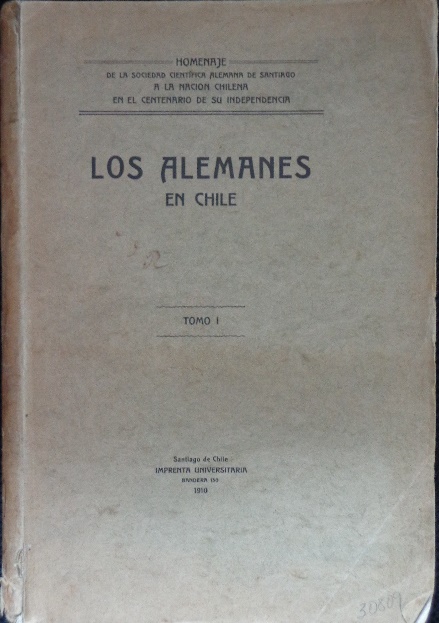 HOMENAJE
DE LA SOCIEDAD CIENTÍFICA ALEMANA DE SANTIAGO
A LA NACION CHILENA
EN EL CENTENARIO DE SU INDEPENDENCIA
LOS ALEMANES
EN CHILE
TOMO I
Santiago de Chile
IMPRENTA UNIVERSITARIA
BANDERA 130
1910